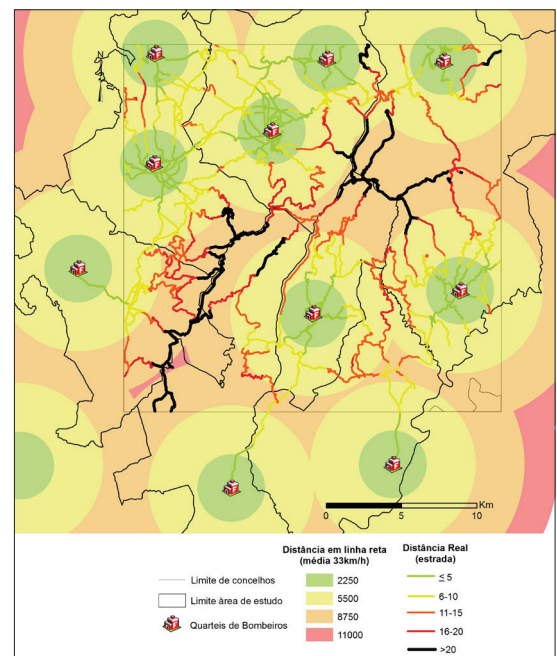 N
Km
0 5 10
Distância em linha reta
(média 33km/h)
2250
5500
8750
11000
Distância Real
(estrada)
≤ 5
6-10
11-15
16-20
>20
Limite de concelhos
Limite àrea de estudo
Quarteis de Bombeiros